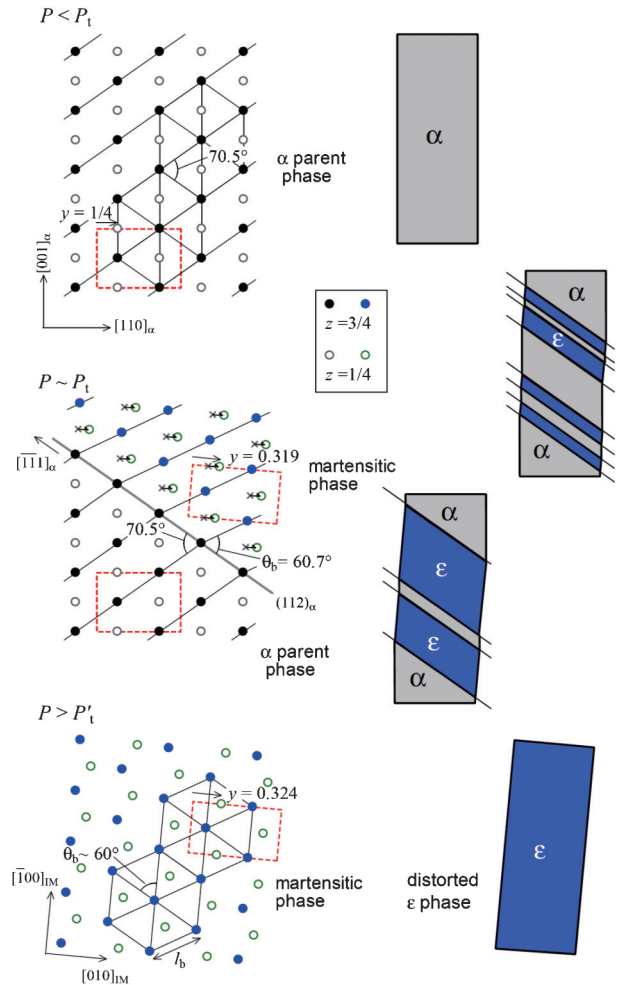 P < Pt
α
70.5°
α parent
phase
y = 1/4
[001]α
[110]α
z =3/4
z =1/4
α
ε
α
P ~ Pt
[1̅1̅1]α
y = 0.319
martensitic
phase
70.5°
θb= 60.7°
(112)α
α parent
phase
α
ε
ε
α
P > P't
y = 0.324
θb~ 60°
[1̅00]IM
martensitic
phase
lb
[010]IM
distorted
ε phase
ε